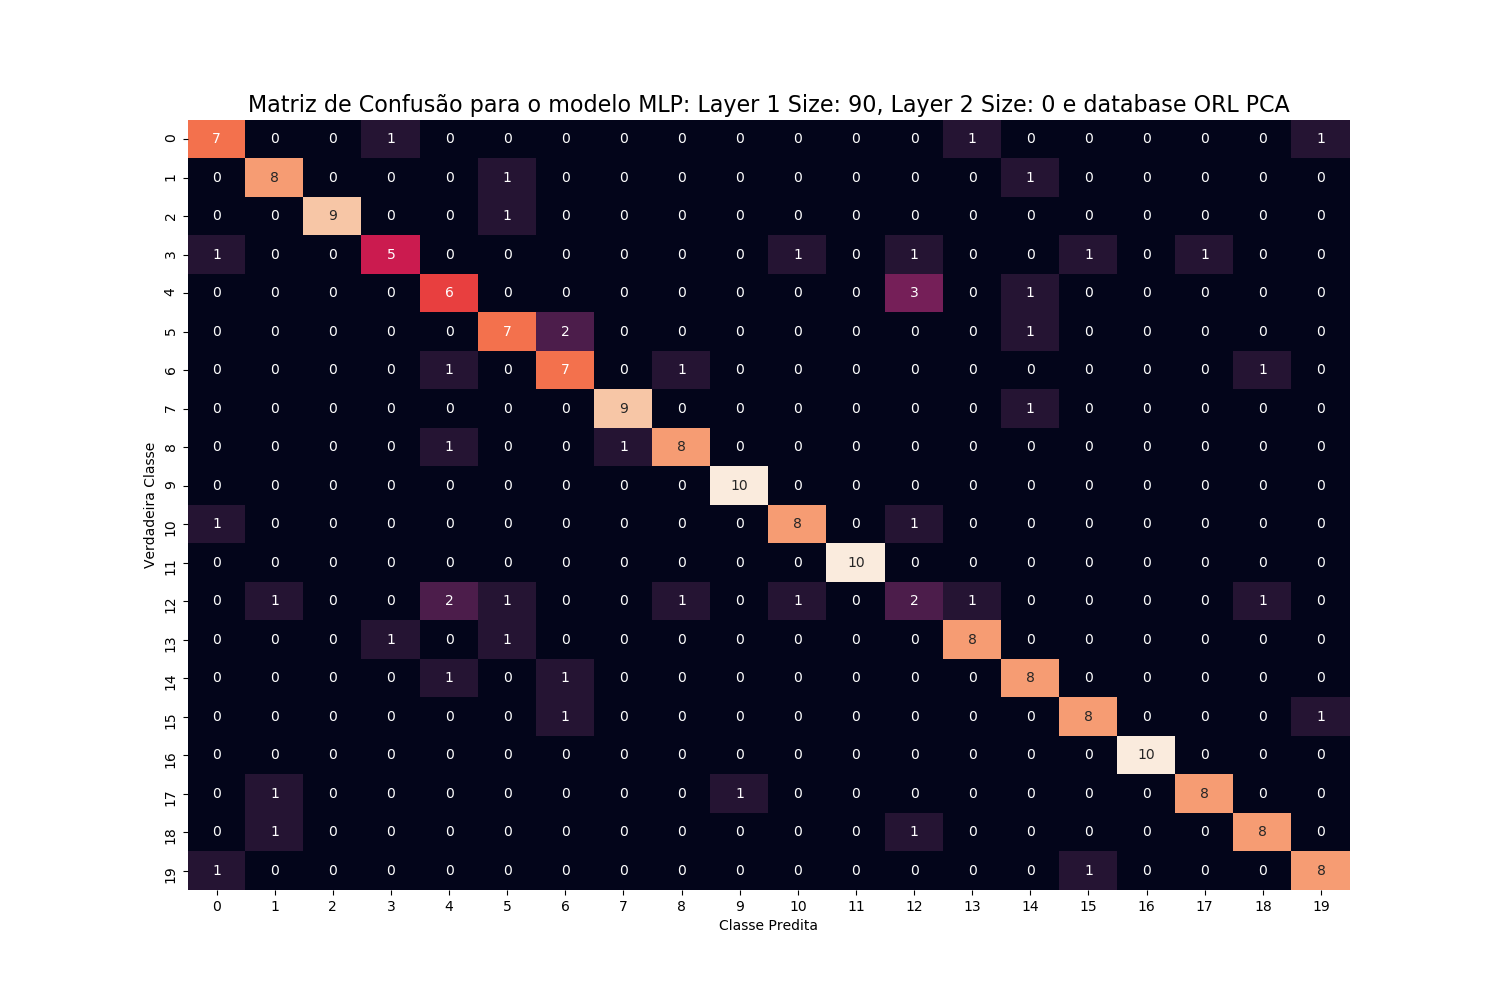 Matriz de Confusão para o modelo MLP: Layer 1 Size: 90, Layer 2 Size: 0 e database ORL PCA
0 7 0 0 1 0 0 0 0 0 0 0 0 0 1 0 0 0 0 0 1
1 0 8 0 0 0 1 0 0 0 0 0 0 0 0 1 0 0 0 0 0
2 0 0 9 0 0 1 0 0 0 0 0 0 0 0 0 0 0 0 0 0
3 1 0 0 5 0 0 0 0 0 0 1 0 1 0 0 1 0 1 0 0
4 0 0 0 0 6 0 0 0 0 0 0 0 3 0 1 0 0 0 0 0
5 0 0 0 0 0 7 2 0 0 0 0 0 0 0 1 0 0 0 0 0
6 0 0 0 0 1 0 7 0 1 0 0 0 0 0 0 0 0 0 1 0
7 0 0 0 0 0 0 0 9 0 0 0 0 0 0 1 0 0 0 0 0
8 0 0 0 0 1 0 0 1 8 0 0 0 0 0 0 0 0 0 0 0
9 0 0 0 0 0 0 0 0 0 10 0 0 0 0 0 0 0 0 0 0
10 1 0 0 0 0 0 0 0 0 0 8 0 1 0 0 0 0 0 0 0
11 0 0 0 0 0 0 0 0 0 0 0 10 0 0 0 0 0 0 0 0
12 0 1 0 0 2 1 0 0 1 0 1 0 2 1 0 0 0 0 1 0
13 0 0 0 1 0 1 0 0 0 0 0 0 0 8 0 0 0 0 0 0
14 0 0 0 0 1 0 1 0 0 0 0 0 0 0 8 0 0 0 0 0
15 0 0 0 0 0 0 1 0 0 0 0 0 0 0 0 8 0 0 0 1
16 0 0 0 0 0 0 0 0 0 0 0 0 0 0 0 0 10 0 0 0
17 0 1 0 0 0 0 0 0 0 1 0 0 0 0 0 0 0 8 0 0
18 0 1 0 0 0 0 0 0 0 0 0 0 1 0 0 0 0 0 8 0
19 1 0 0 0 0 0 0 0 0 0 0 0 0 0 0 1 0 0 0 8
0 1 2 3 4 5 6 7 8 9 10 11 12 13 14 15 16 17 18 19
Classe Predita
Verdadeira Classe